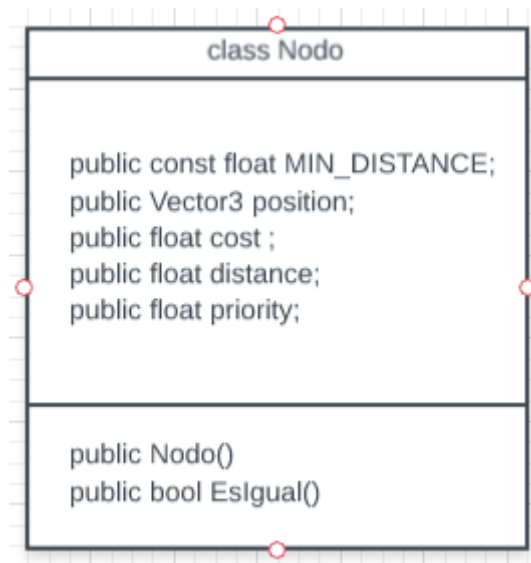 class Nodo
public const float MIN_DISTANCE;
public Vector3 position;
public float cost ;
public float distance;
public float priority;
public Nodo()
public bool EsIgual()